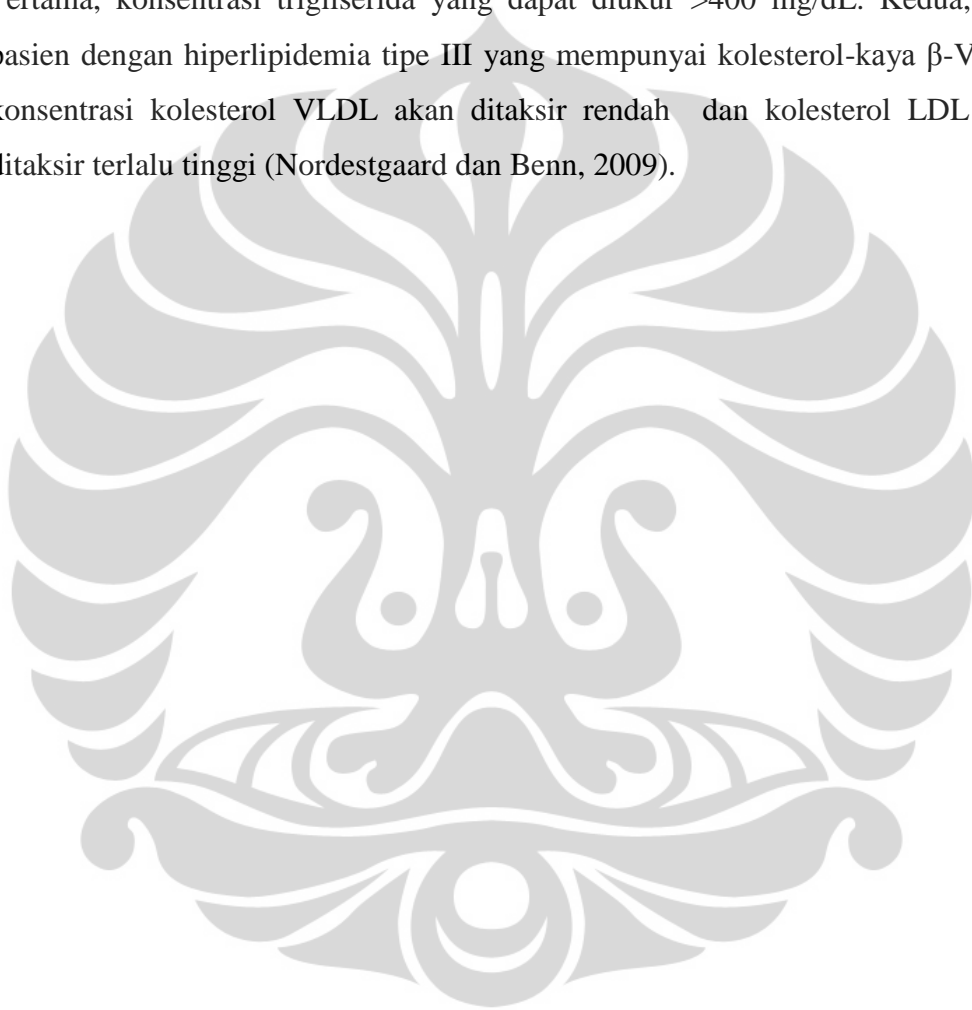 ertama, konsentrasi trigliserida yang dapat diukur >400 mg/dL. Kedua,
pasien dengan hiperlipidemia tipe III yang mempunyai kolesterol-kaya β-V
konsentrasi kolesterol VLDL akan ditaksir rendah dan kolesterol LDL
ditaksir terlalu tinggi (Nordestgaard dan Benn, 2009).